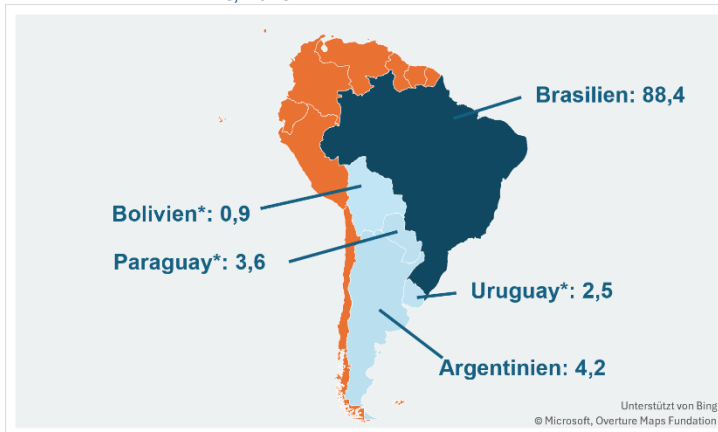 Brasilien: 88,4
Bolivien*: 0,9
Paraguay*: 3,6
Uruguay*: 2,5
Argentinien: 4,2
Unterstützt von Bing
© Microsoft, Overture Maps Fundation